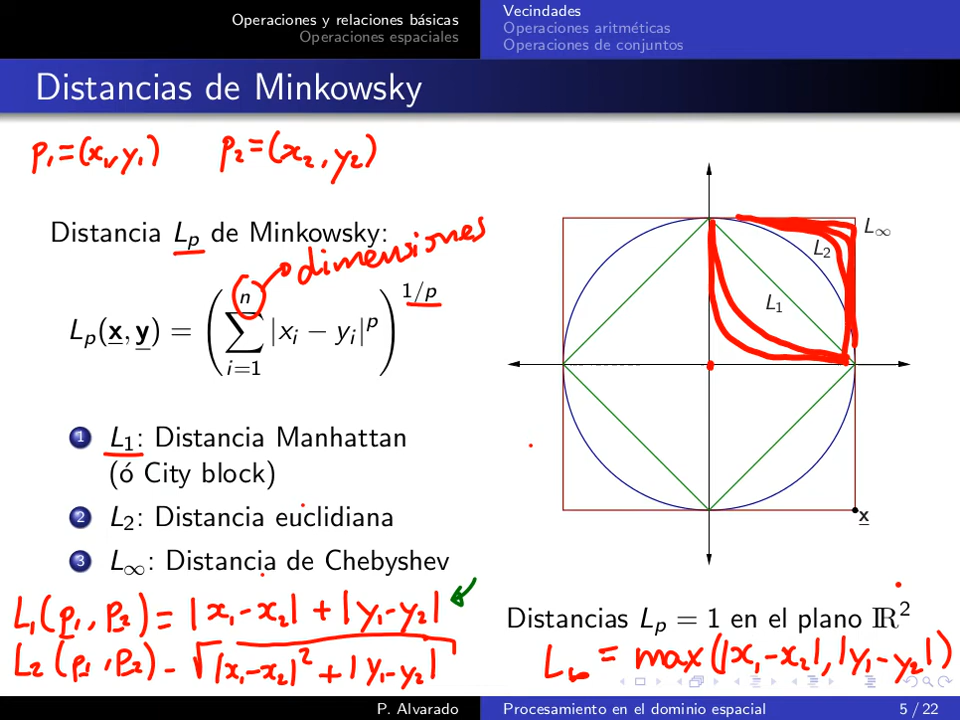 Operaciones y relaciones básicas
Operaciones espaciales
Vecindades
Operaciones aritméticas
Operaciones de conjuntos
Distancias de Minkowsky
p₁=(x₁,y₁) p₂=(x₂,y₂)
Distancia Lₚ de Minkowsky:
dimensiones
Lₚ(x, y) = (∑ⁿᵢ₌₁ |xᵢ − yᵢ|ᵖ)^1/p
1 L₁: Distancia Manhattan
(ó City block)
2 L₂: Distancia euclidiana
3 L∞: Distancia de Chebyshev
L₁(p₁,p₂) = |x₁-x₂| + |y₁-y₂|
L₂(p₁,p₂) = √|x₁-x₂|² + |y₁-y₂|
L∞
L₂
L₁
x
Distancias Lₚ = 1 en el plano ℝ²
L∞ = max(|x₁-x₂|,|y₁-y₂|)
P. Alvarado
Procesamiento en el dominio espacial
5 / 22